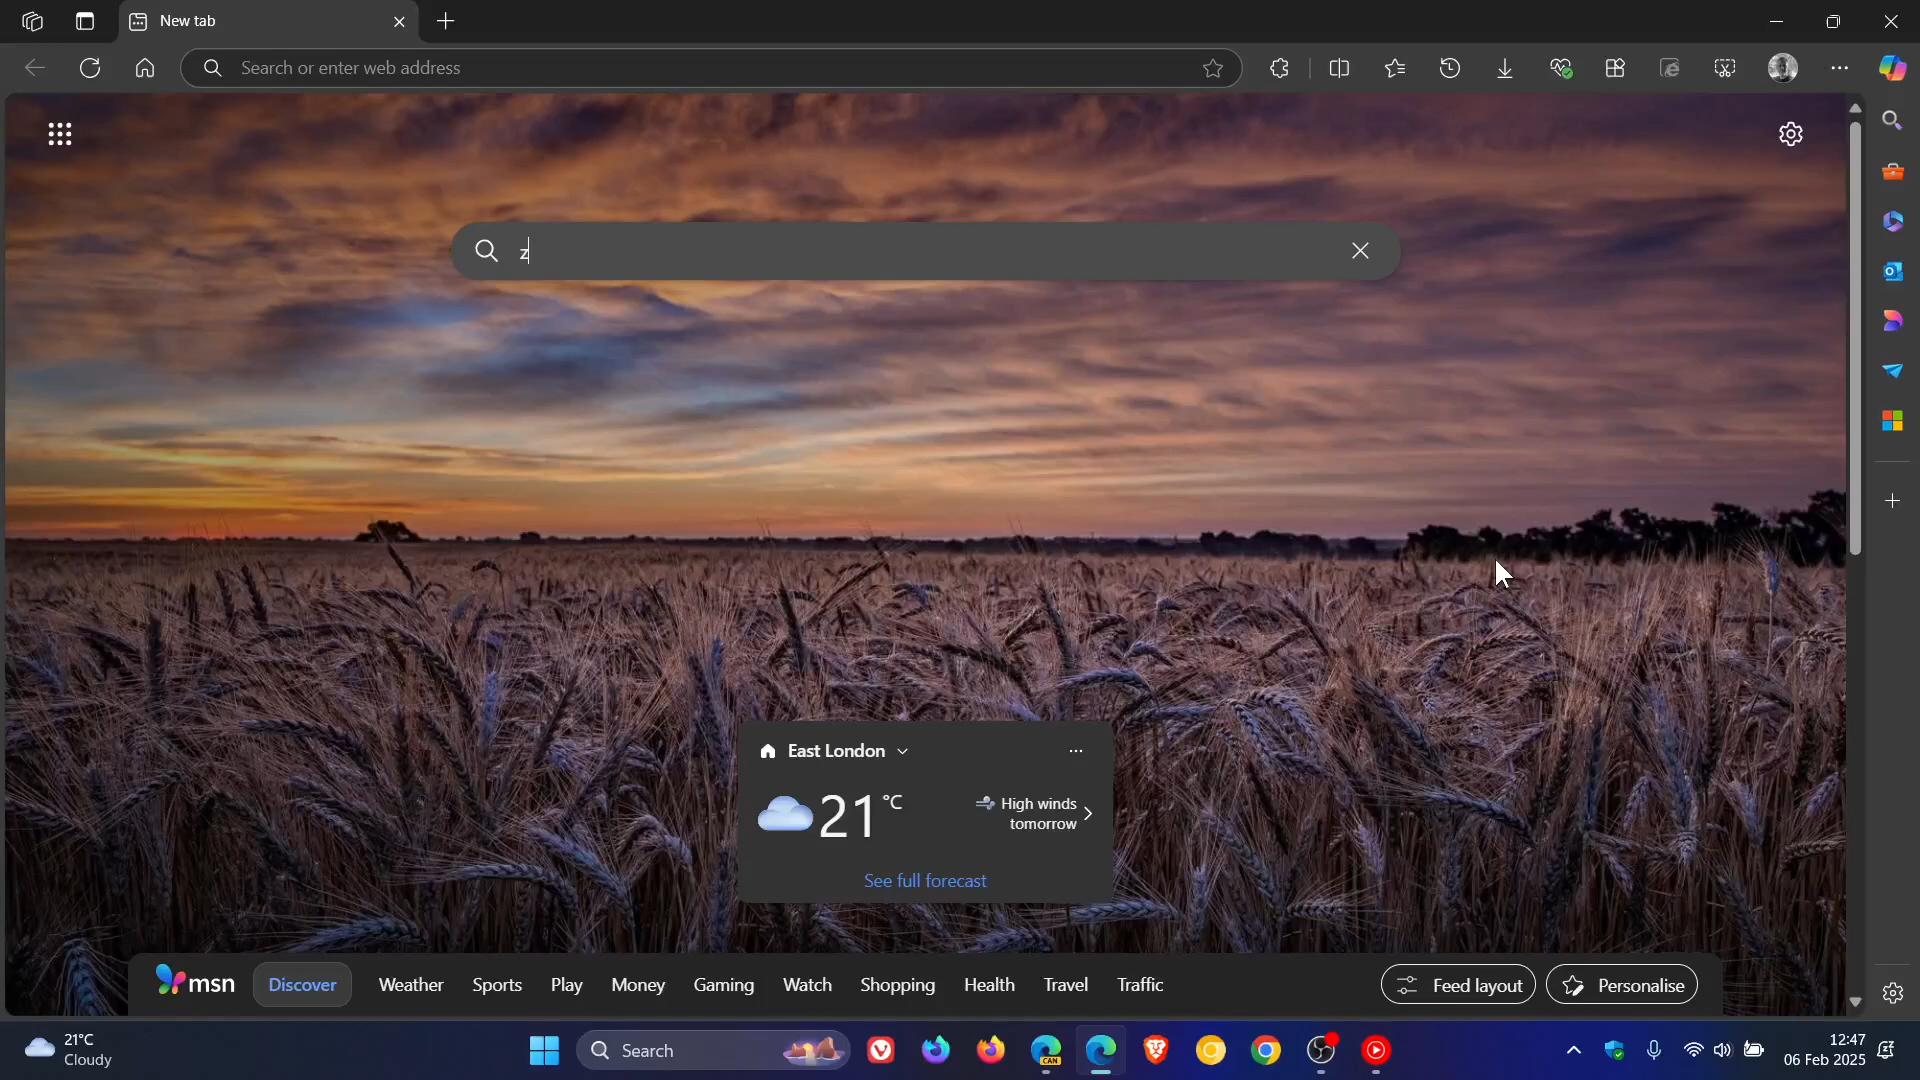 New tab
Search or enter web address
z
East London
21 °C
High winds
tomorrow
See full forecast
msn
Discover
Weather
Sports
Play
Money
Gaming
Watch
Shopping
Health
Travel
Traffic
Feed layout
Personalise
21°C
Cloudy
Search
CAN
12:47
06 Feb 2025